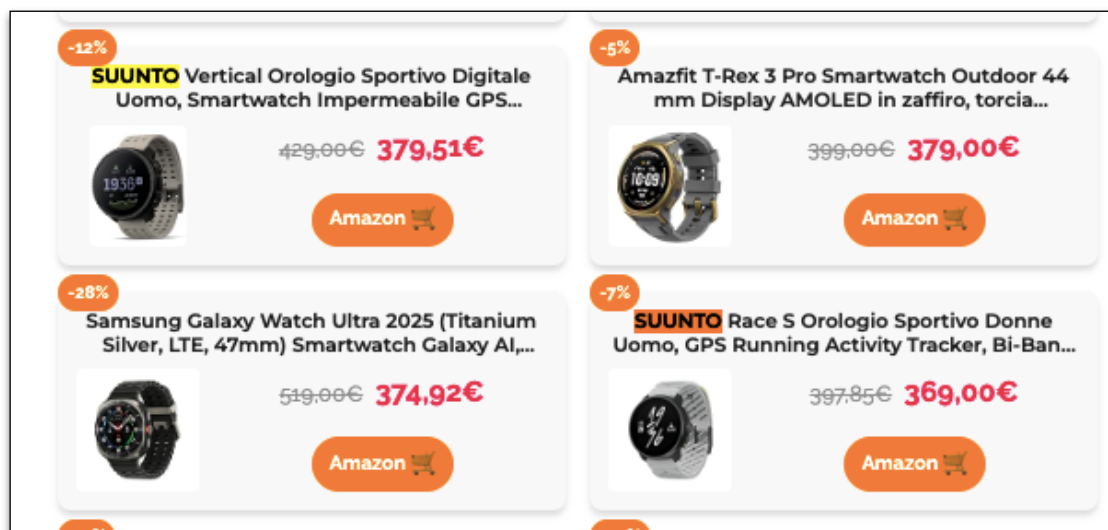 -12%
SUUNTO Vertical Orologio Sportivo Digitale
Uomo, Smartwatch Impermeabile GPS...
429,00€ 379,51€
Amazon
-5%
Amazfit T-Rex 3 Pro Smartwatch Outdoor 44
mm Display AMOLED in zaffiro, torcia...
399,00€ 379,00€
Amazon
-28%
Samsung Galaxy Watch Ultra 2025 (Titanium
Silver, LTE, 47mm) Smartwatch Galaxy AI,...
519,00€ 374,92€
Amazon
-7%
SUUNTO Race S Orologio Sportivo Donne
Uomo, GPS Running Activity Tracker, Bi-Ban...
397,85€ 369,00€
Amazon